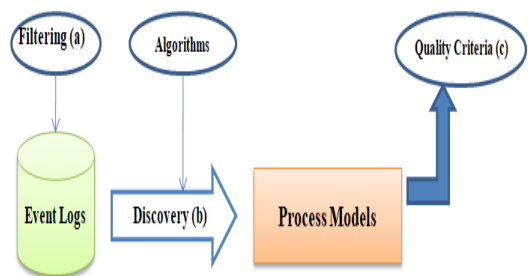 Filtering (a)
Algorithms
Quality Criteria (c)
Event Logs
Discovery (b)
Process Models